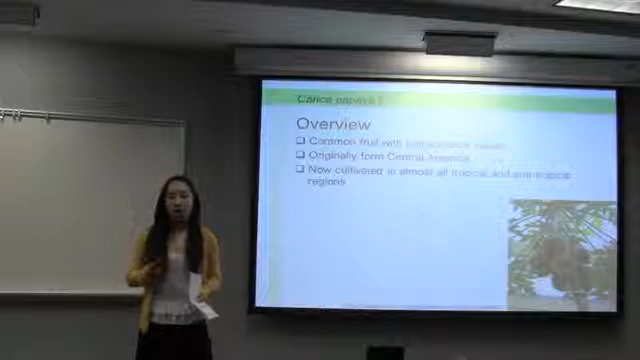 Carica papaya
Overview
❑ Common fruit with
❑ Originally form Central America
❑ Now cultivated in almost all tropical and
regions